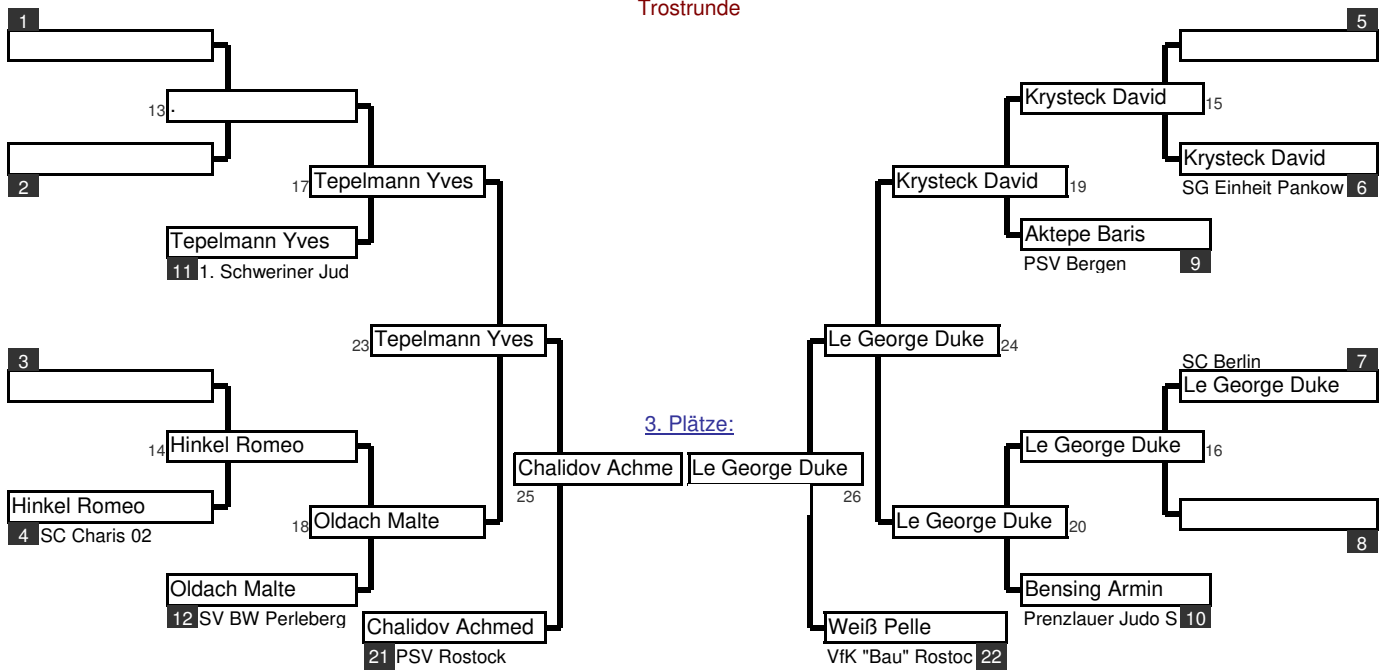 Trostrunde
1
5
13 .
Krysteck David 15
2
Krysteck David
SG Einheit Pankow 6
17 Tepelmann Yves
Krysteck David 19
Tepelmann Yves
11 1. Schweriner Jud
Aktepe Baris
PSV Bergen 9
23 Tepelmann Yves
Le George Duke 24
3
SC Berlin 7
Le George Duke
3. Plätze:
14 Hinkel Romeo
Le George Duke 16
Chalidov Achme
25
Le George Duke
26
Hinkel Romeo
4 SC Charis 02
18 Oldach Malte
Le George Duke 20
8
Oldach Malte
12 SV BW Perleberg
Bensing Armin
Prenzlauer Judo S 10
Chalidov Achmed
21 PSV Rostock
Weiß Pelle
VfK "Bau" Rostoc 22